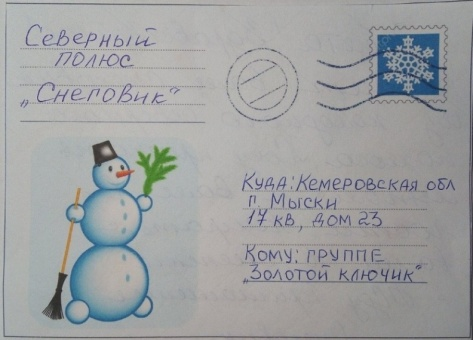 Северный
полюс
„Снеговик“
Куда: Кемеровская обл
г. Мыски
17 кв, дом 23
Кому: группе
„Золотой ключик“